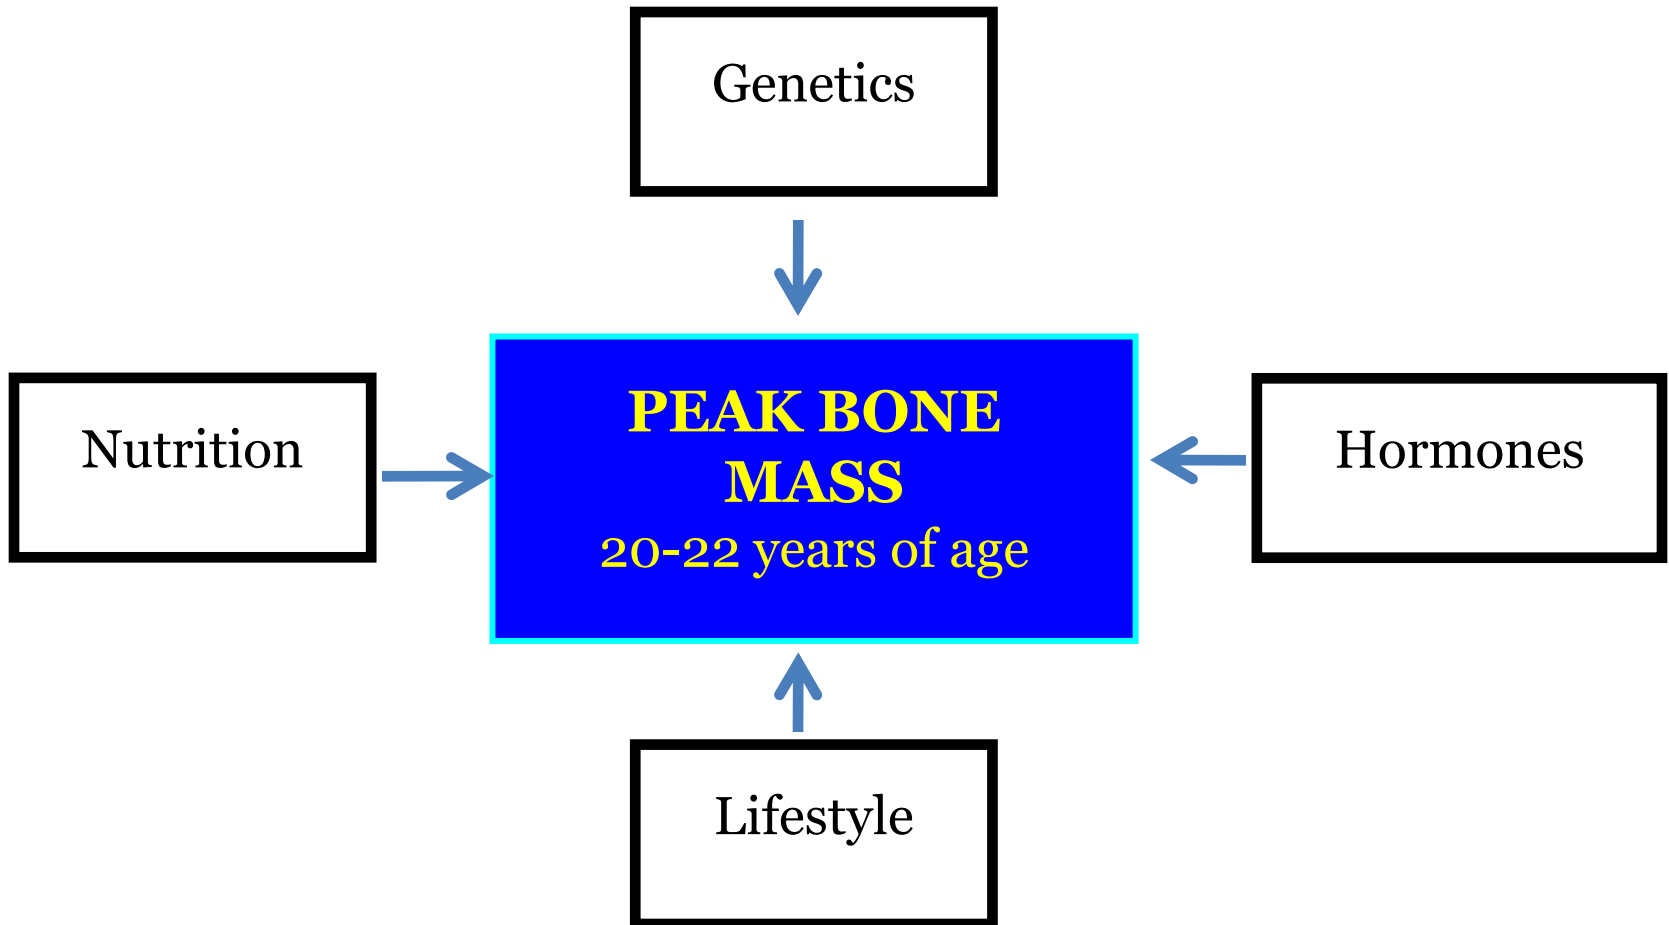 Genetics
Nutrition
PEAK BONE
MASS
20-22 years of age
Hormones
Lifestyle